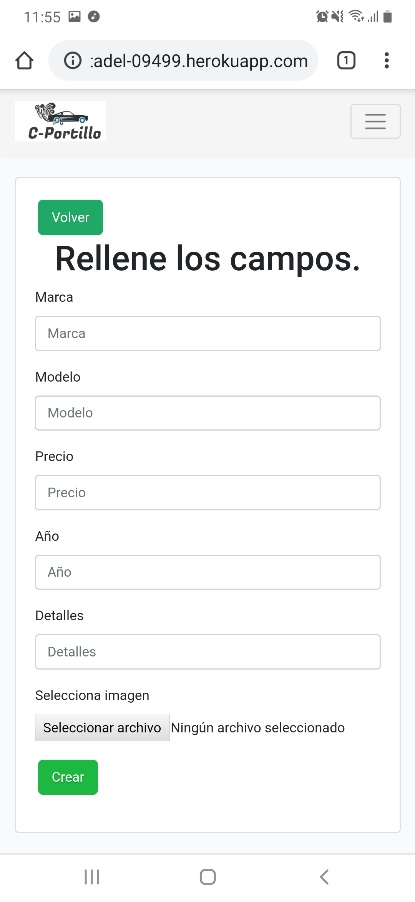 11:55
:adel-09499.herokuapp.com
1
C-Portillo
Volver
Rellene los campos.
Marca
Marca
Modelo
Modelo
Precio
Precio
Año
Año
Detalles
Detalles
Selecciona imagen
Seleccionar archivo Ningún archivo seleccionado
Crear